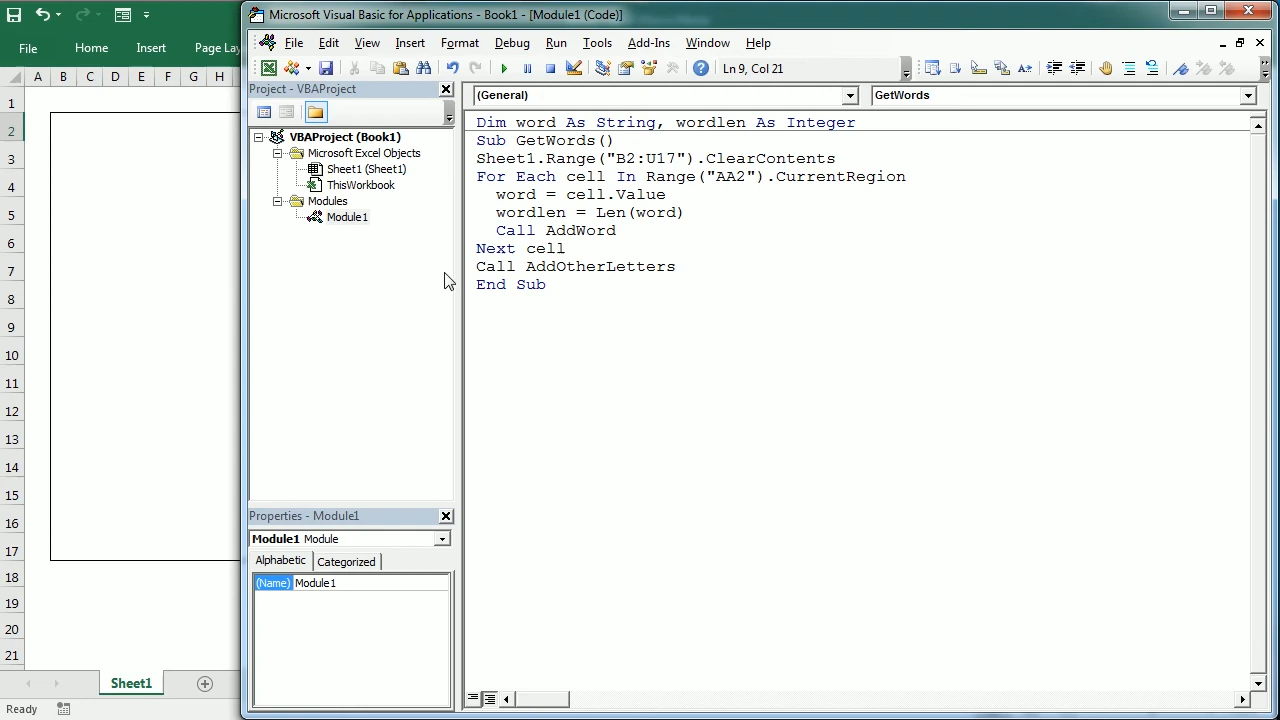 Microsoft Visual Basic for Applications - Book1 - [Module1 (Code)]
File Home Insert Page Lay
File Edit View Insert Format Debug Run Tools Add-Ins Window Help
Ln 9, Col 21
Project - VBAProject
(General) GetWords
VBAProject (Book1)
Microsoft Excel Objects
Sheet1 (Sheet1)
ThisWorkbook
Modules
Module1
Dim word As String, wordlen As Integer
Sub GetWords()
Sheet1.Range("B2:U17").ClearContents
For Each cell In Range("AA2").CurrentRegion
word = cell.Value
wordlen = Len(word)
Call AddWord
Next cell
Call AddOtherLetters
End Sub
Properties - Module1
Module1 Module
Alphabetic Categorized
(Name) Module1
A B C D E F G H
1
2
3
4
5
6
7
8
9
10
11
12
13
14
15
16
17
18
19
20
21
Sheet1
Ready